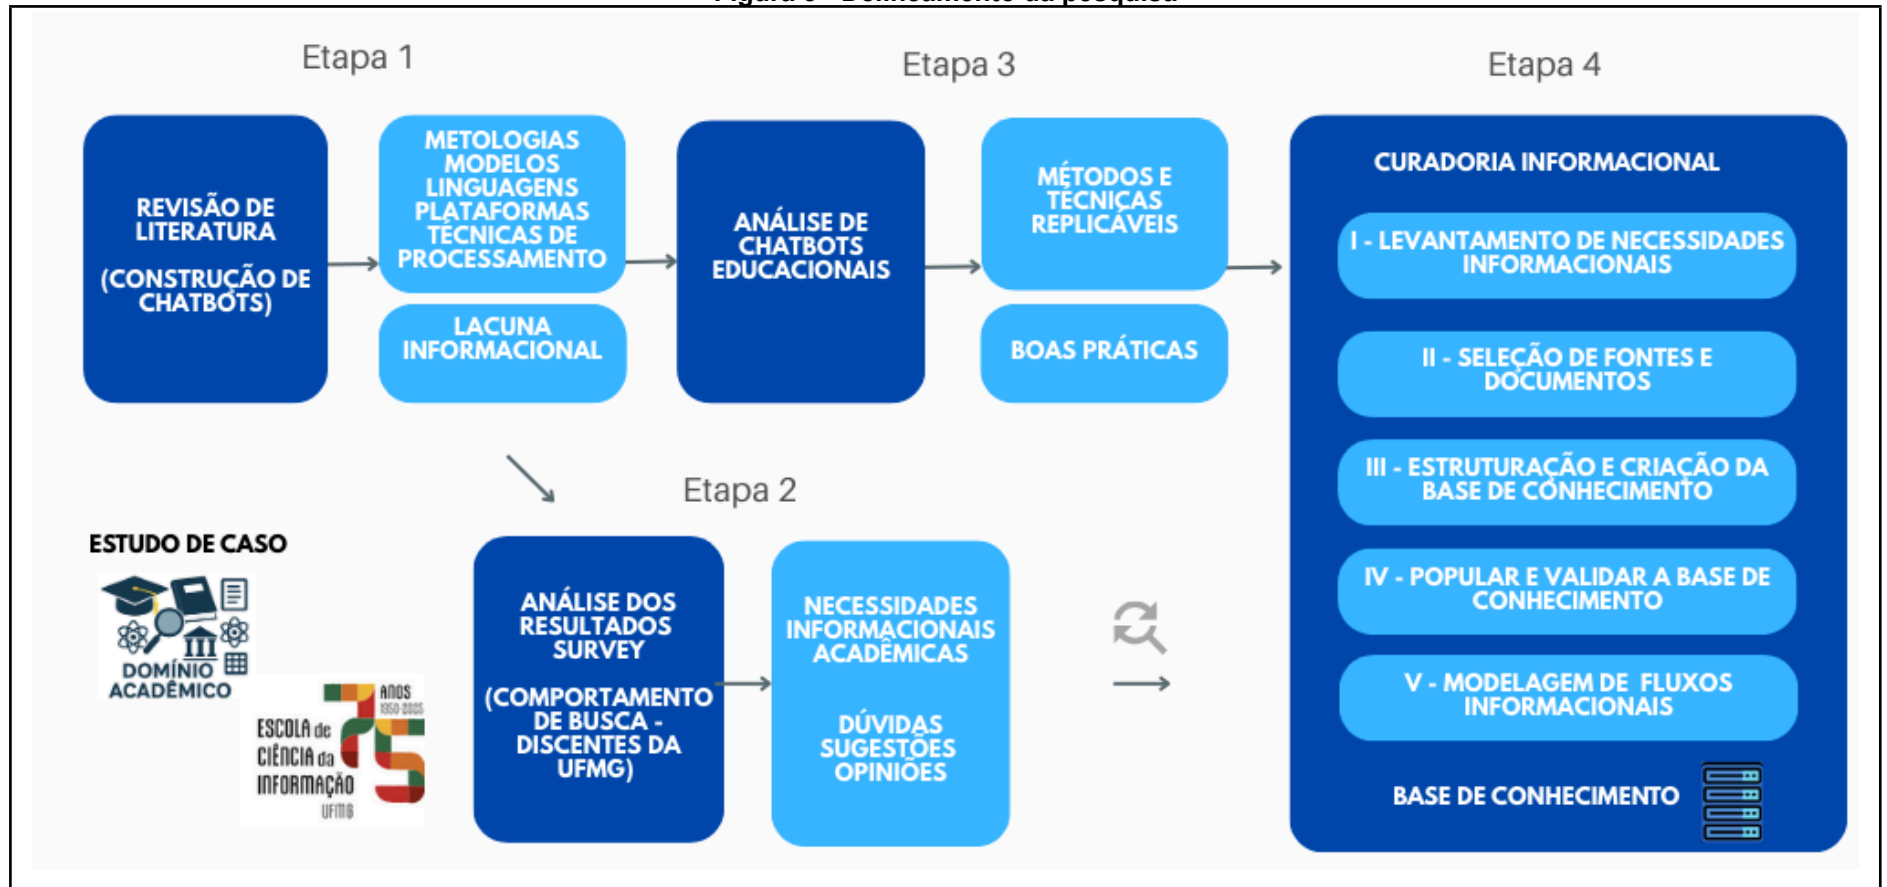 Etapa 1
REVISÃO DE
LITERATURA
(CONSTRUÇÃO DE
CHATBOTS)
METOLOGIAS
MODELOS
LINGUAGENS
PLATAFORMAS
TÉCNICAS DE
PROCESSAMENTO
LACUNA
INFORMACIONAL
Etapa 3
ANÁLISE DE
CHATBOTS
EDUCACIONAIS
MÉTODOS E
TÉCNICAS
REPLICÁVEIS
BOAS PRÁTICAS
Etapa 4
CURADORIA INFORMACIONAL
I - LEVANTAMENTO DE NECESSIDADES
INFORMACIONAIS
II - SELEÇÃO DE FONTES E
DOCUMENTOS
III - ESTRUTURAÇÃO E CRIAÇÃO DA
BASE DE CONHECIMENTO
IV - POPULAR E VALIDAR A BASE DE
CONHECIMENTO
V - MODELAGEM DE FLUXOS
INFORMACIONAIS
BASE DE CONHECIMENTO
Etapa 2
ESTUDO DE CASO
DOMÍNIO
ACADÊMICO
75
ANOS
1950-2025
ESCOLA de
CIÊNCIA da
INFORMAÇÃO
UFMG
ANÁLISE DOS
RESULTADOS
SURVEY
(COMPORTAMENTO
DE BUSCA -
DISCENTES DA
UFMG)
NECESSIDADES
INFORMACIONAIS
ACADÊMICAS
DÚVIDAS
SUGESTÕES
OPINIÕES